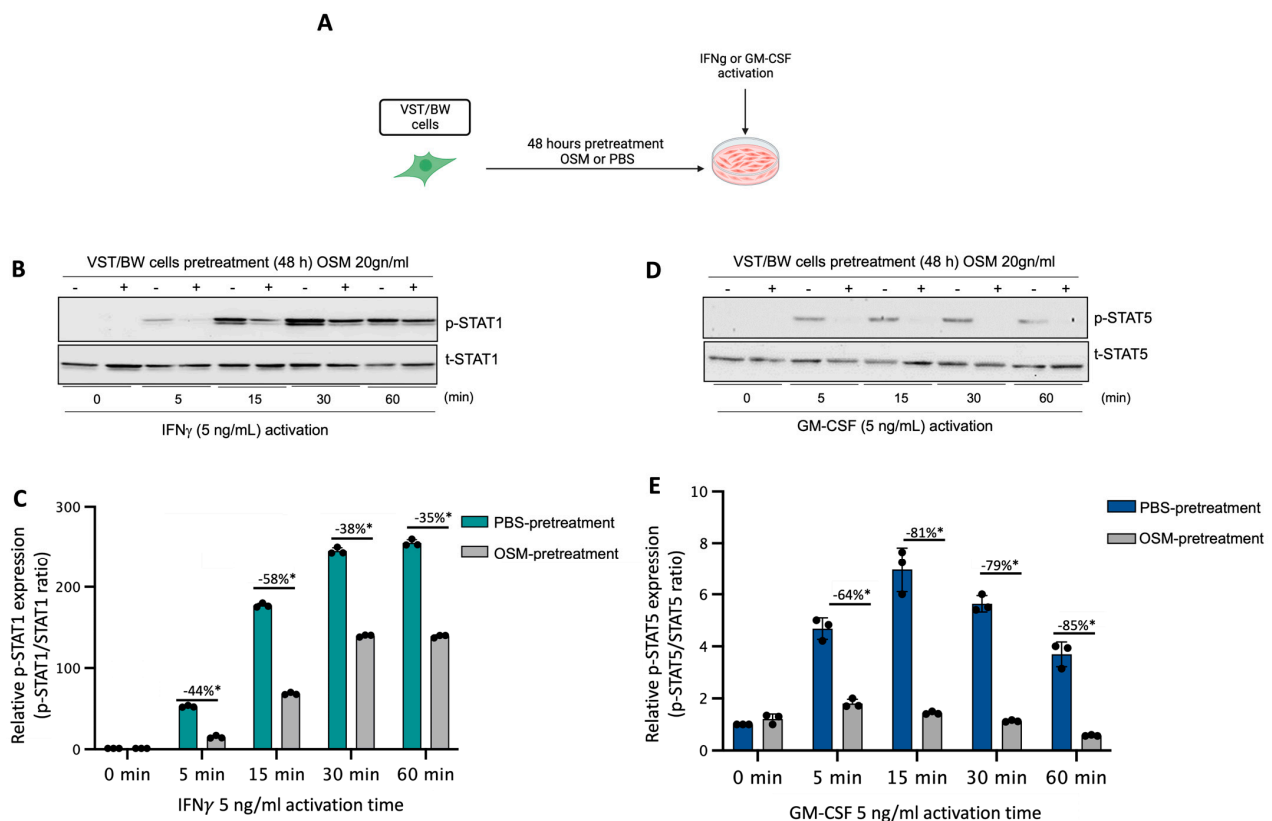 A
IFNg or GM-CSF
activation
VST/BW
cells
48 hours pretreatment
OSM or PBS
B
VST/BW cells pretreatment (48 h) OSM 20gn/ml
- + - + - + - + - +
p-STAT1
t-STAT1
0 5 15 30 60 (min)
IFNγ (5 ng/mL) activation
D
VST/BW cells pretreatment (48 h) OSM 20gn/ml
- + - + - + - + - +
p-STAT5
t-STAT5
0 5 15 30 60 (min)
GM-CSF (5 ng/mL) activation
C
Relative p-STAT1 expression
(p-STAT1/STAT1 ratio)
300
200
100
0
-44%*
-58%*
-38%*
-35%*
PBS-pretreatment
OSM-pretreatment
0 min 5 min 15 min 30 min 60 min
IFNγ 5 ng/ml activation time
E
Relative p-STAT5 expression
(p-STAT5/STAT5 ratio)
10
8
6
4
2
0
-64%*
-81%*
-79%*
-85%*
PBS-pretreatment
OSM-pretreatment
0 min 5 min 15 min 30 min 60 min
GM-CSF 5 ng/ml activation time